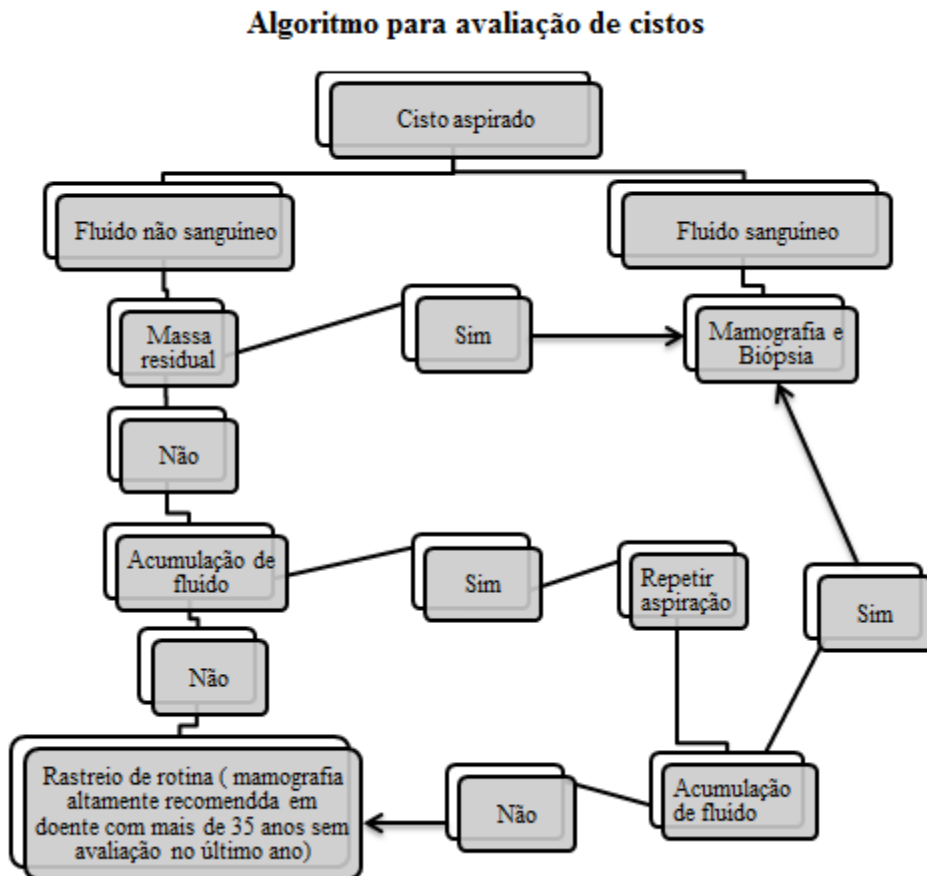 Algoritmo para avaliação de cistos
Cisto aspirado
Fluído não sanguíneo
Fluído sanguíneo
Massa
residual
Sim
Mamografia e
Biópsia
Não
Acumulação de
fluído
Sim
Repetir
aspiração
Sim
Não
Rastreio de rotina ( mamografia
altamente recomendda em
doente com mais de 35 anos sem
avaliação no último ano)
Não
Acumulação
de fluído